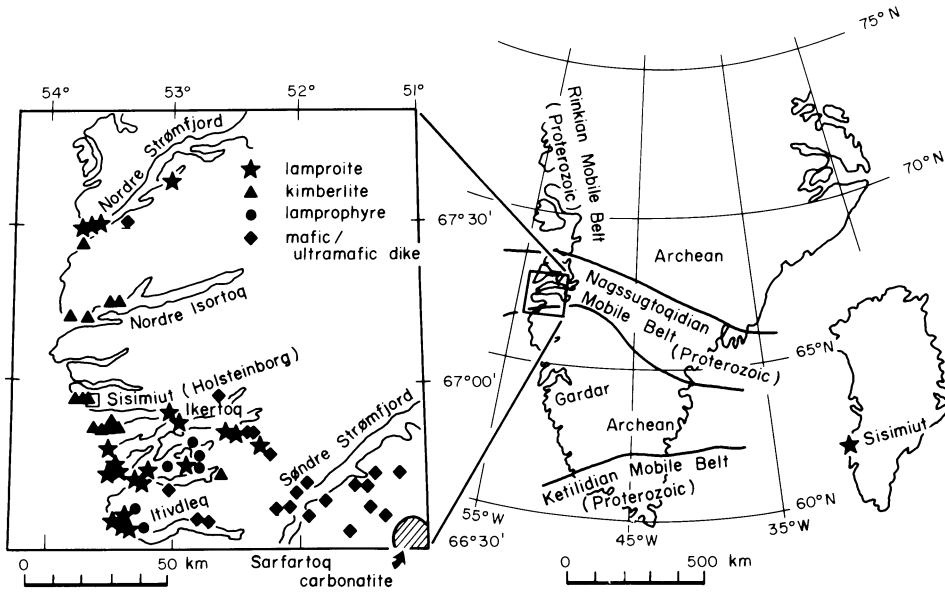 54°
53°
52°
51°
Nordre Strømfjord
lamproite
kimberlite
lamprophyre
mafic/
ultramafic dike
67°30'
Nordre Isortoq
67°00'
Sisimiut (Holsteinborg)
Ikertoq
Søndre Strømfjord
Itivdleq
66°30'
Sarfartoq
carbonatite
0 50 km
75°N
70°N
Rinkian Mobile Belt
(Proterozoic)
Archean
Nagssugtoqidian
Mobile Belt (Proterozoic)
65°N
Gardar
Archean
Ketilidian Mobile Belt
(Proterozoic)
60°N
55°W
45°W
35°W
0 500 km
Sisimiut